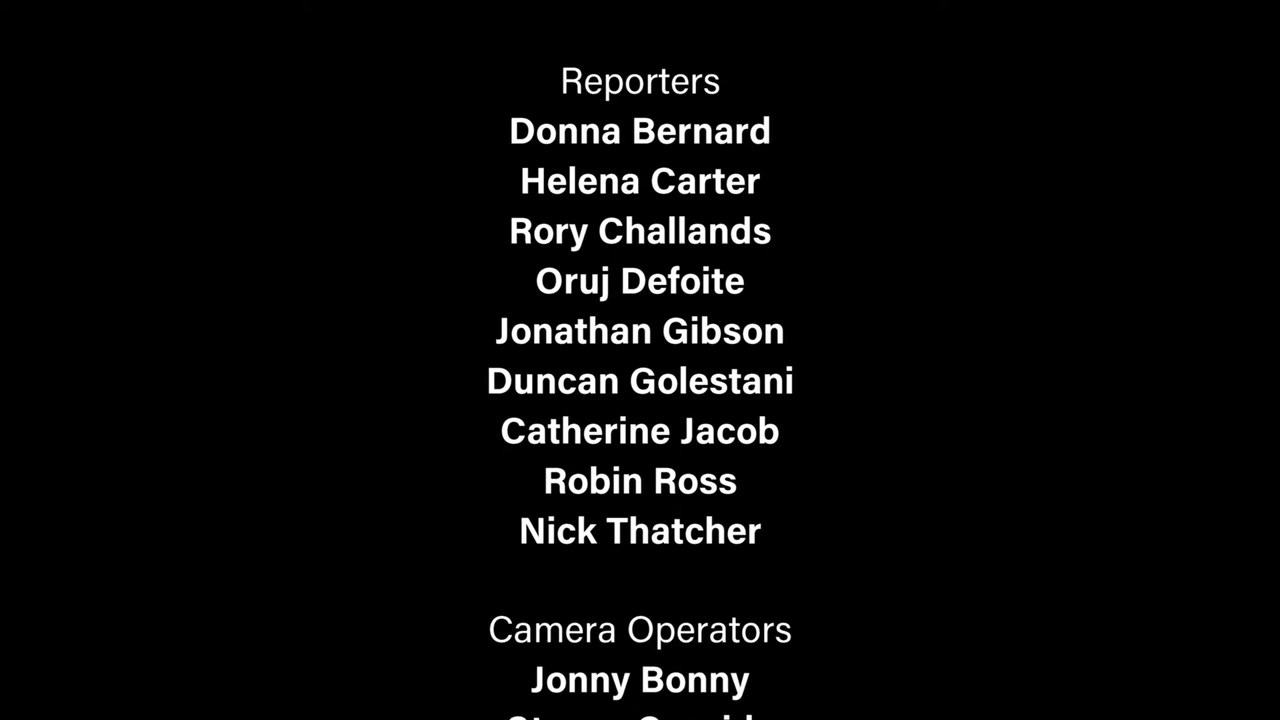 Reporters
Donna Bernard
Helena Carter
Rory Challands
Oruj Defoite
Jonathan Gibson
Duncan Golestani
Catherine Jacob
Robin Ross
Nick Thatcher
Camera Operators
Jonny Bonny